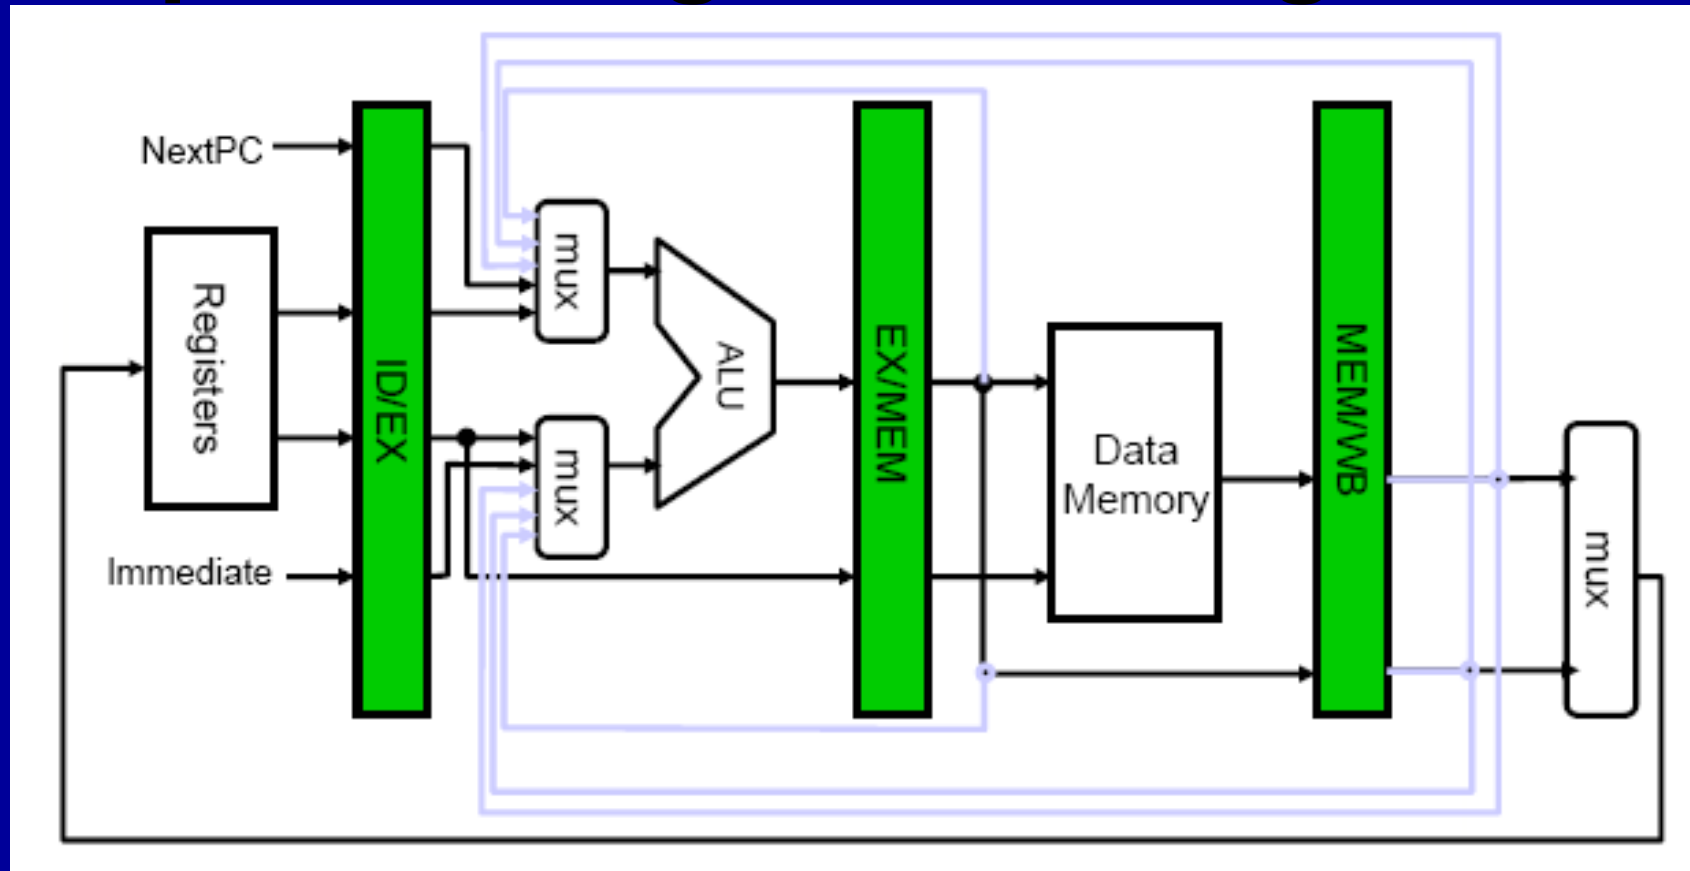 NextPC
Registers
Immediate
ID/EX
mux
mux
ALU
EX/MEM
Data
Memory
MEM/WB
mux